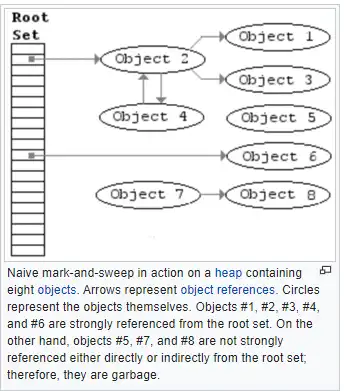 Root
Set
Object 1
Object 2
Object 3
Object 4
Object 5
Object 6
Object 7
Object 8
Naive mark-and-sweep in action on a heap containing
eight objects. Arrows represent object references. Circles
represent the objects themselves. Objects #1, #2, #3, #4,
and #6 are strongly referenced from the root set. On the
other hand, objects #5, #7, and #8 are not strongly
referenced either directly or indirectly from the root set;
therefore, they are garbage.